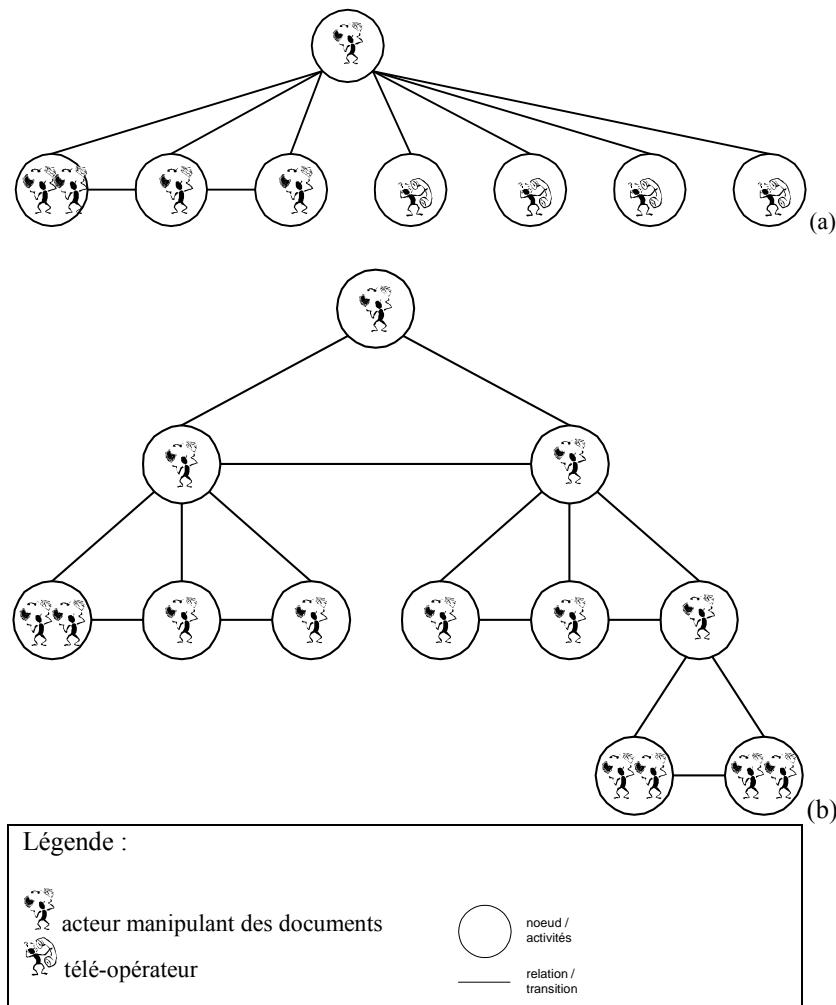 (a)
(b)
Légende :
acteur manipulant des documents
télé-opérateur
noeud /
activités
relation /
transition